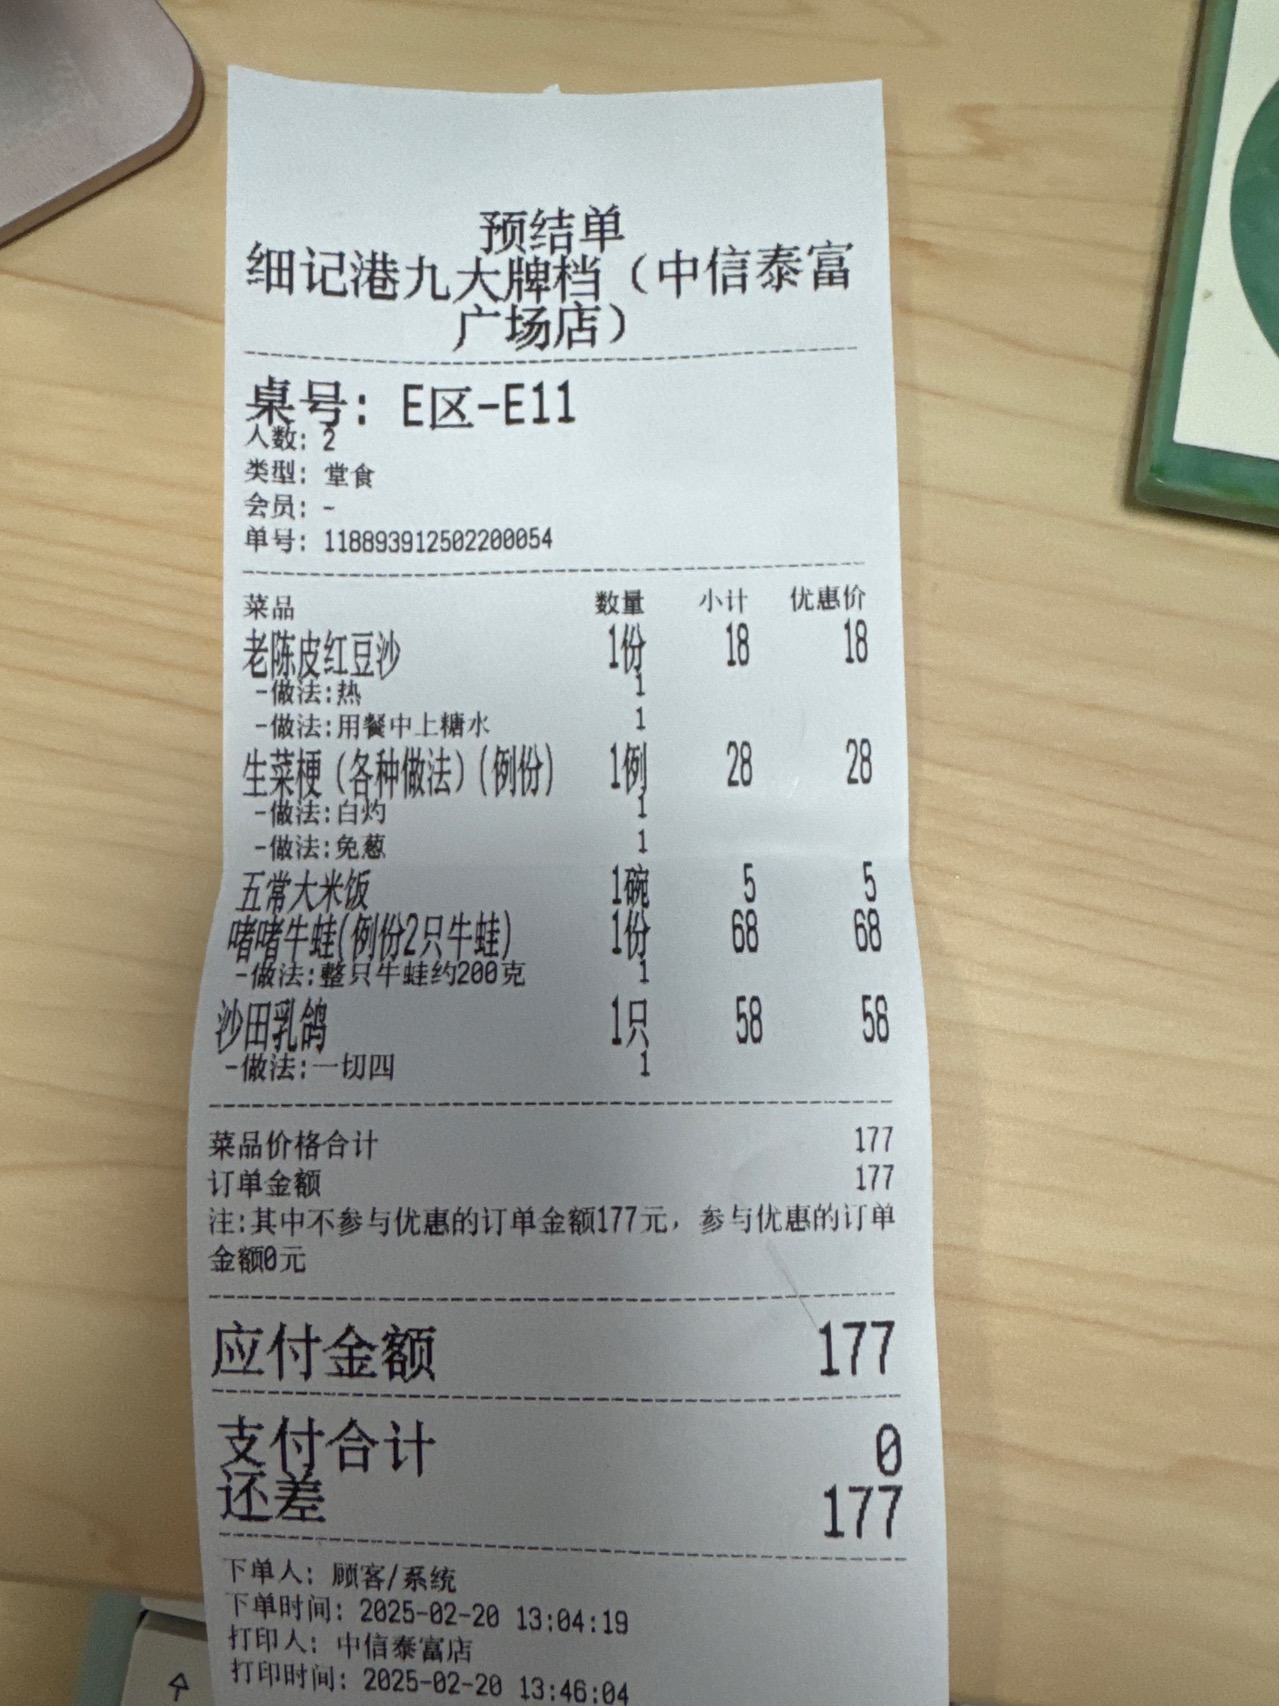 预结单
细记港九大牌档（中信泰富
广场店）
桌号: E区-E11
人数: 2
类型: 堂食
会员: -
单号: 118893912502200054
菜品 数量 小计 优惠价
老陈皮红豆沙 1份 18 18
-做法:热 1
-做法:用餐中上糖水 1
生菜梗（各种做法）(例份) 1例 28 28
-做法:白灼 1
-做法:免葱 1
五常大米饭 1碗 5 5
啫啫牛蛙(例份2只牛蛙) 1份 68 68
-做法:整只牛蛙约200克 1
沙田乳鸽 1只 58 58
-做法:一切四 1
菜品价格合计 177
订单金额 177
注:其中不参与优惠的订单金额177元，参与优惠的订单
金额0元
应付金额 177
支付合计 0
还差 177
下单人: 顾客/系统
下单时间: 2025-02-20 13:04:19
打印人: 中信泰富店
打印时间: 2025-02-20 13:46:04